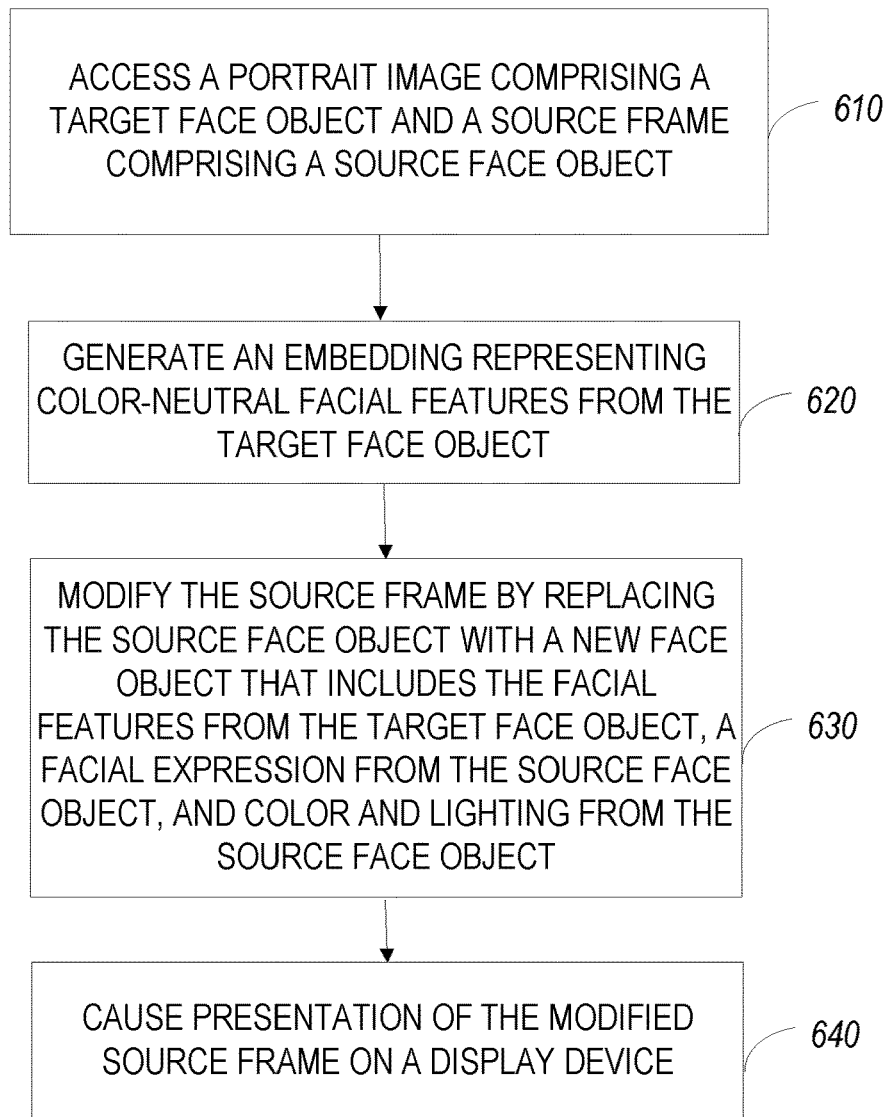 ACCESS A PORTRAIT IMAGE COMPRISING A
TARGET FACE OBJECT AND A SOURCE FRAME
COMPRISING A SOURCE FACE OBJECT
610
GENERATE AN EMBEDDING REPRESENTING
COLOR-NEUTRAL FACIAL FEATURES FROM THE
TARGET FACE OBJECT
620
MODIFY THE SOURCE FRAME BY REPLACING
THE SOURCE FACE OBJECT WITH A NEW FACE
OBJECT THAT INCLUDES THE FACIAL
FEATURES FROM THE TARGET FACE OBJECT, A
FACIAL EXPRESSION FROM THE SOURCE FACE
OBJECT, AND COLOR AND LIGHTING FROM THE
SOURCE FACE OBJECT
630
CAUSE PRESENTATION OF THE MODIFIED
SOURCE FRAME ON A DISPLAY DEVICE
640